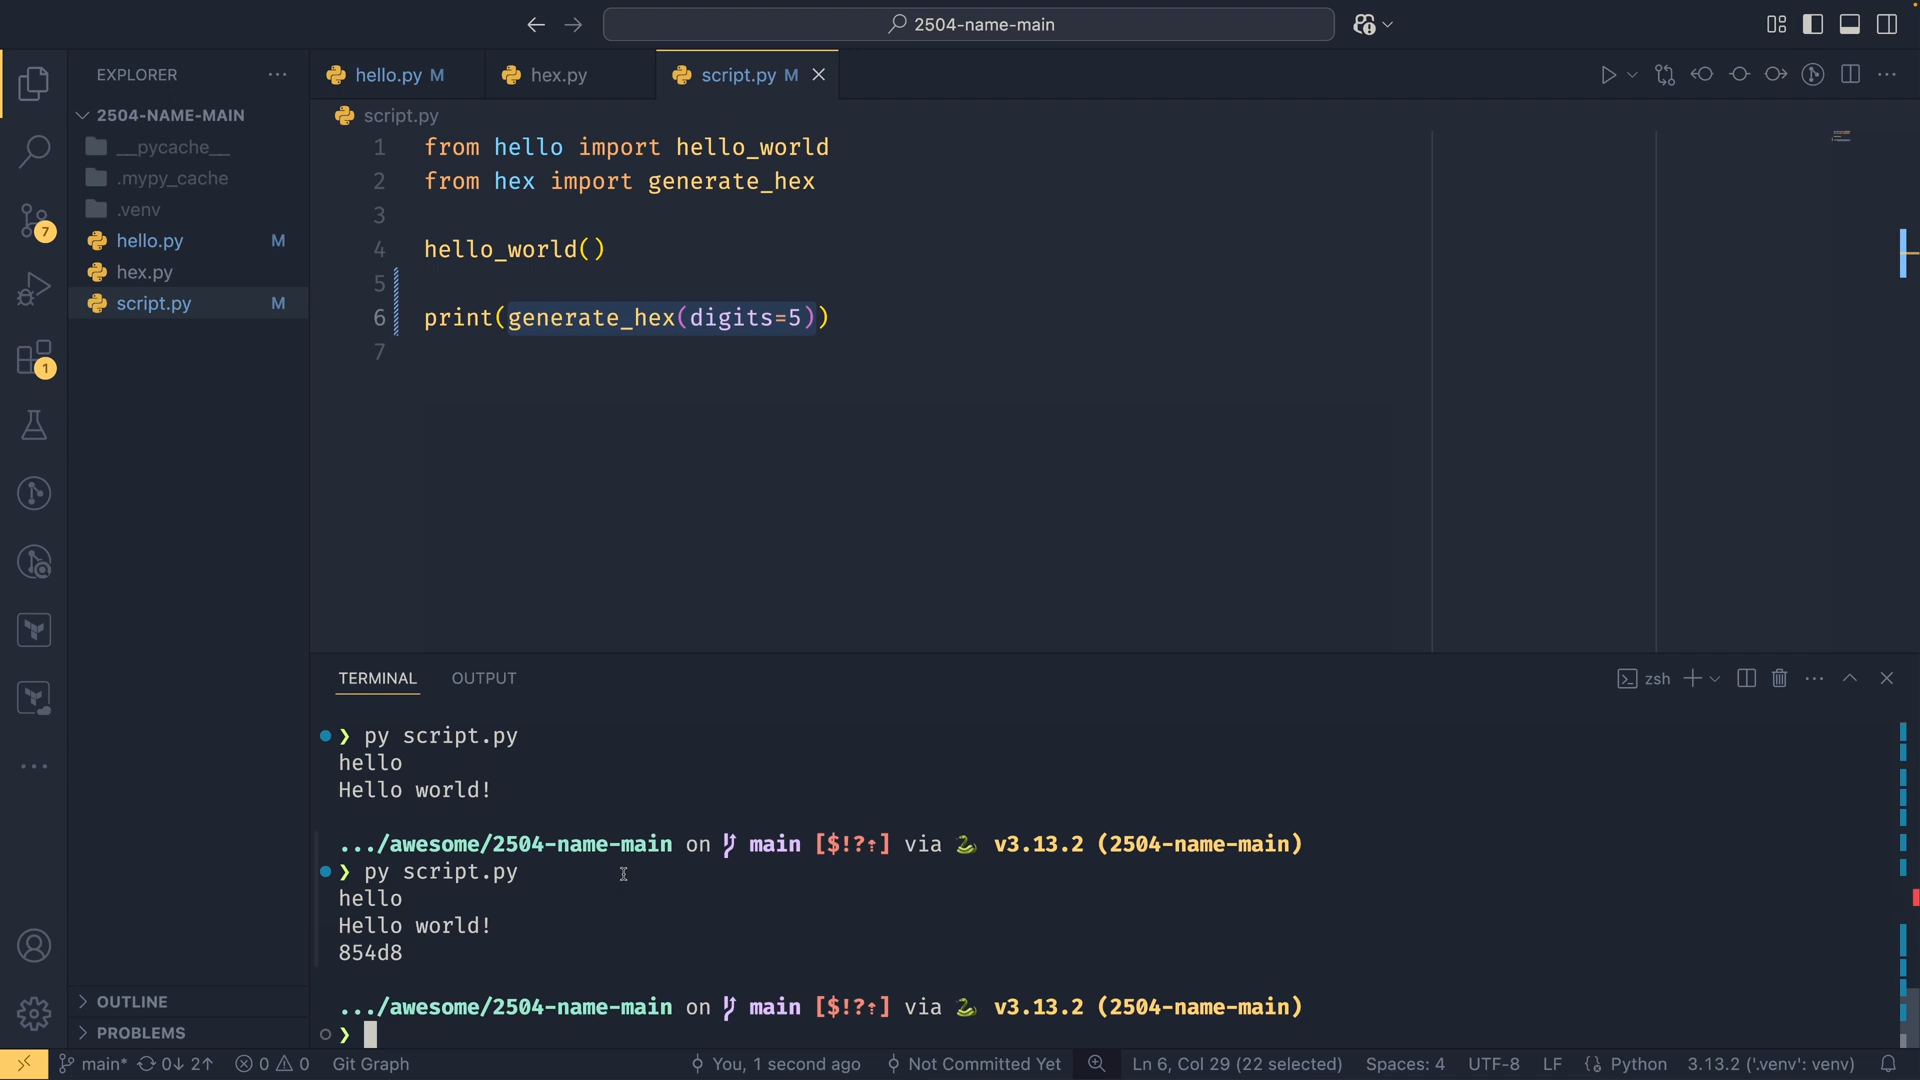 2504-name-main
EXPLORER
hello.py M
hex.py
script.py M
2504-NAME-MAIN
__pycache__
.mypy_cache
.venv
hello.py M
hex.py
script.py M
script.py
1 from hello import hello_world
2 from hex import generate_hex
3
4 hello_world()
5
6 print(generate_hex(digits=5))
7
7
1
TERMINAL OUTPUT
zsh
❯ py script.py
hello
Hello world!
.../awesome/2504-name-main on main [$!?⇡] via 🐍 v3.13.2 (2504-name-main)
❯ py script.py
hello
Hello world!
854d8
.../awesome/2504-name-main on main [$!?⇡] via 🐍 v3.13.2 (2504-name-main)
❯
OUTLINE
PROBLEMS
main* 0↓ 2↑ 0 0 Git Graph You, 1 second ago Not Committed Yet Ln 6, Col 29 (22 selected) Spaces: 4 UTF-8 LF Python 3.13.2 ('.venv': venv)